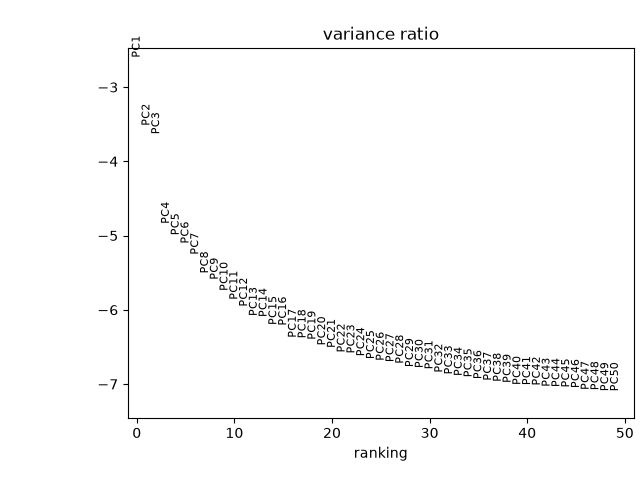 variance ratio
PC1
−3
PC2
PC3
−4
PC4
PC5
−5
PC6
PC7
PC8
PC9
PC10
PC11
PC12
−6
PC13
PC14
PC15
PC16
PC17
PC18
PC19
PC20
PC21
PC22
PC23
PC24
PC25
PC26
PC27
PC28
PC29
PC30
PC31
PC32
PC33
PC34
PC35
PC36
PC37
PC38
PC39
PC40
PC41
PC42
PC43
PC44
PC45
PC46
PC47
PC48
PC49
PC50
−7
0 10 20 30 40 50
ranking